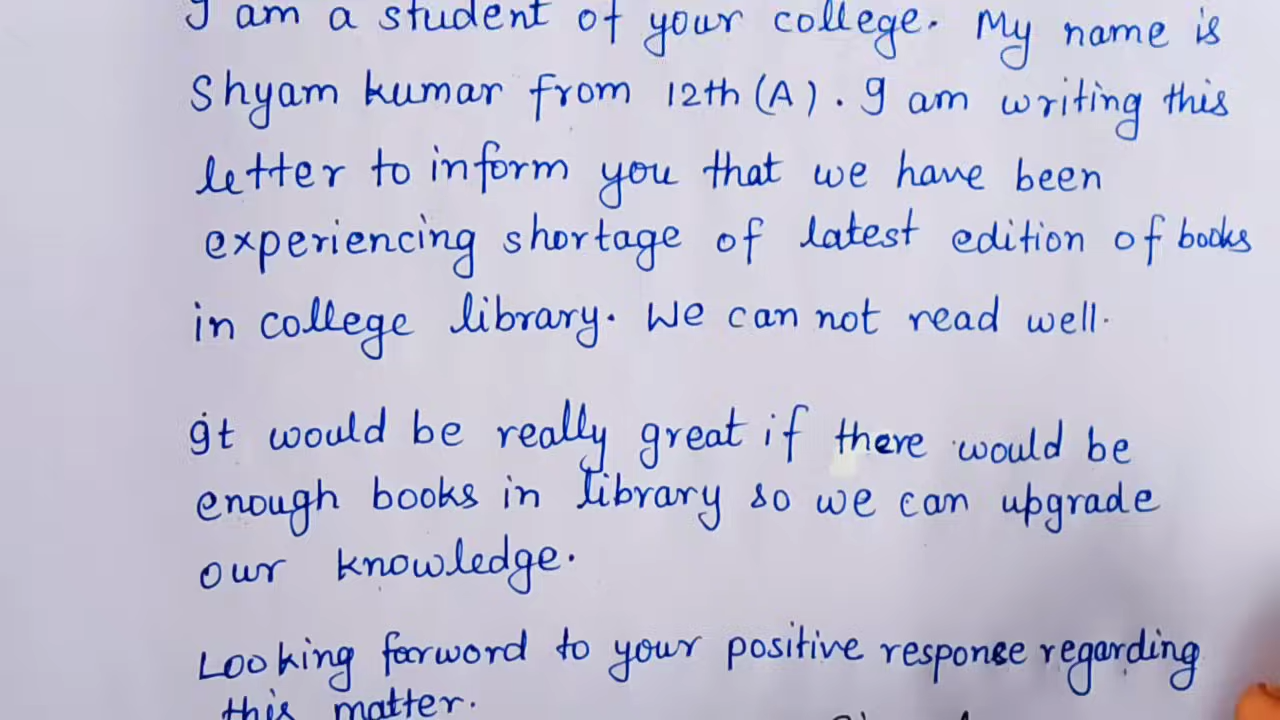 I am a student of your college. My name is
Shyam kumar from 12th (A). I am writing this
letter to inform you that we have been
experiencing shortage of latest edition of books
in college library. We can not read well.
It would be really great if there would be
enough books in library so we can upgrade
our knowledge.
Looking forword to your positive response regarding
this matter.